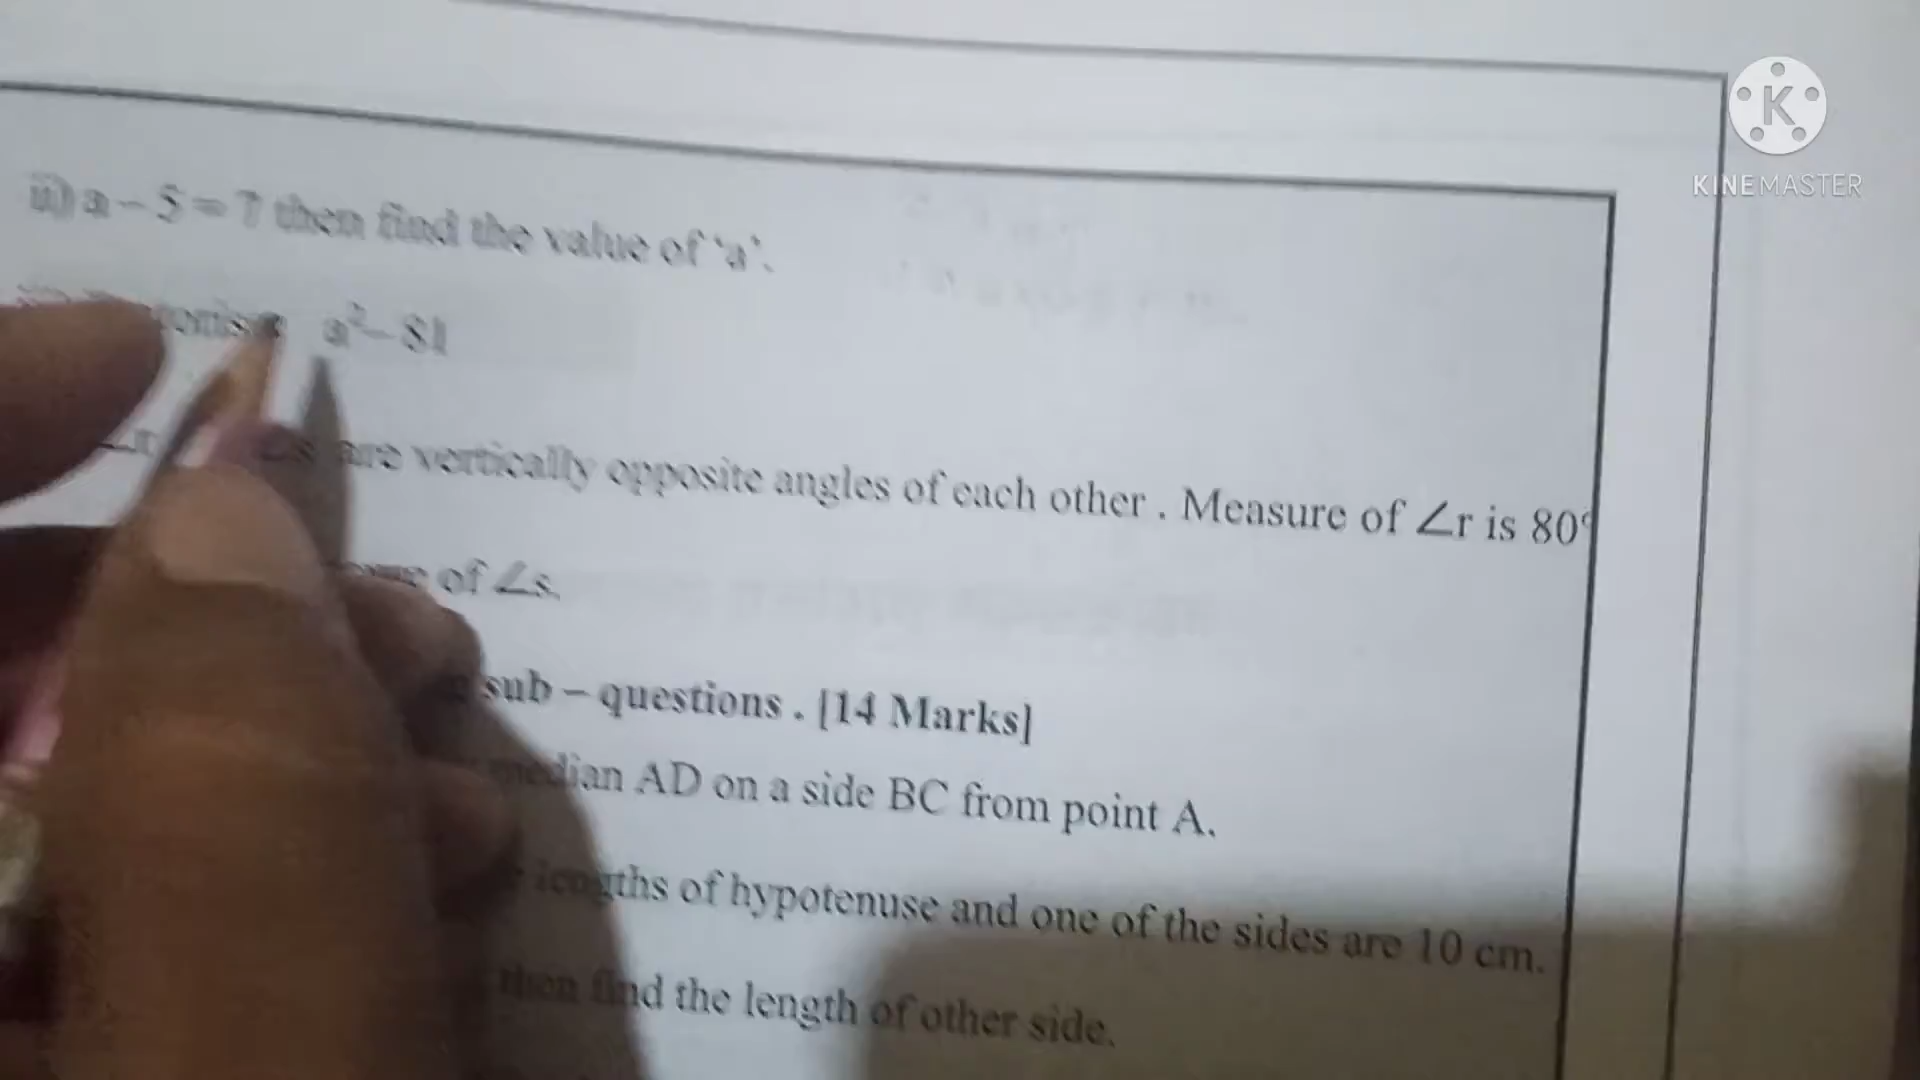 ii) a – 5 = 7 then find the value of ‘a’.
a² – 81
∠r ∠s are vertically opposite angles of each other . Measure of ∠r is 80°
of ∠s.
sub – questions . [14 Marks]
median AD on a side BC from point A.
lengths of hypotenuse and one of the sides are 10 cm.
then find the length of other side.
K
KINEMASTER